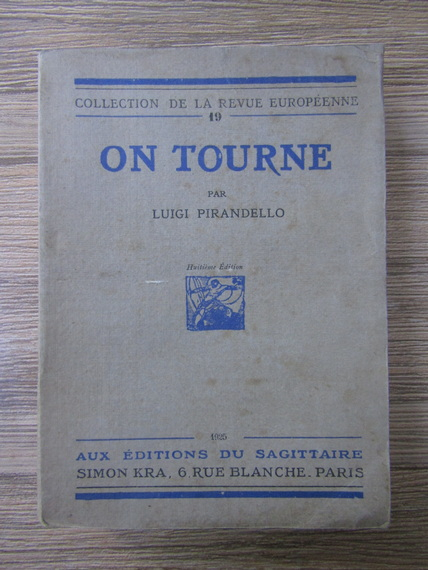 COLLECTION DE LA REVUE EUROPÉENNE
19
ON TOURNE
PAR
LUIGI PIRANDELLO
Huitième Édition
1925
AUX ÉDITIONS DU SAGITTAIRE
SIMON KRA, 6 RUE BLANCHE. PARIS